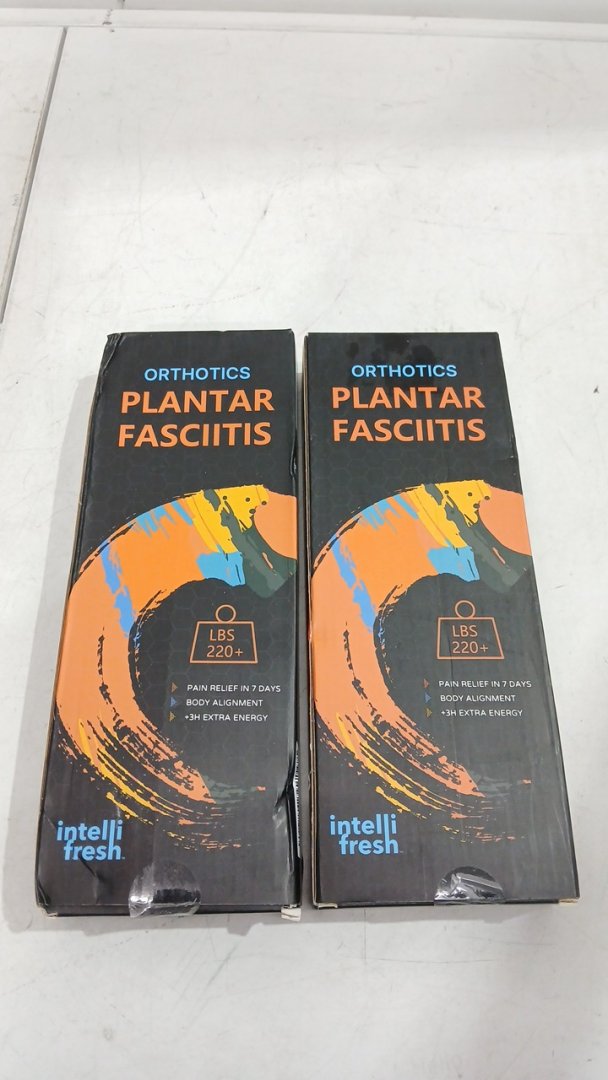 ORTHOTICS
PLANTAR
FASCIITIS
LBS
220+
PAIN RELIEF IN 7 DAYS
BODY ALIGNMENT
+3H EXTRA ENERGY
intelli
fresh
ORTHOTICS
PLANTAR
FASCIITIS
LBS
220+
PAIN RELIEF IN 7 DAYS
BODY ALIGNMENT
+3H EXTRA ENERGY
intelli
fresh